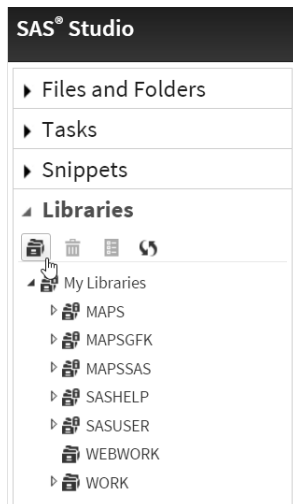 SAS® Studio
Files and Folders
Tasks
Snippets
Libraries
My Libraries
MAPS
MAPSGFK
MAPSSAS
SASHELP
SASUSER
WEBWORK
WORK